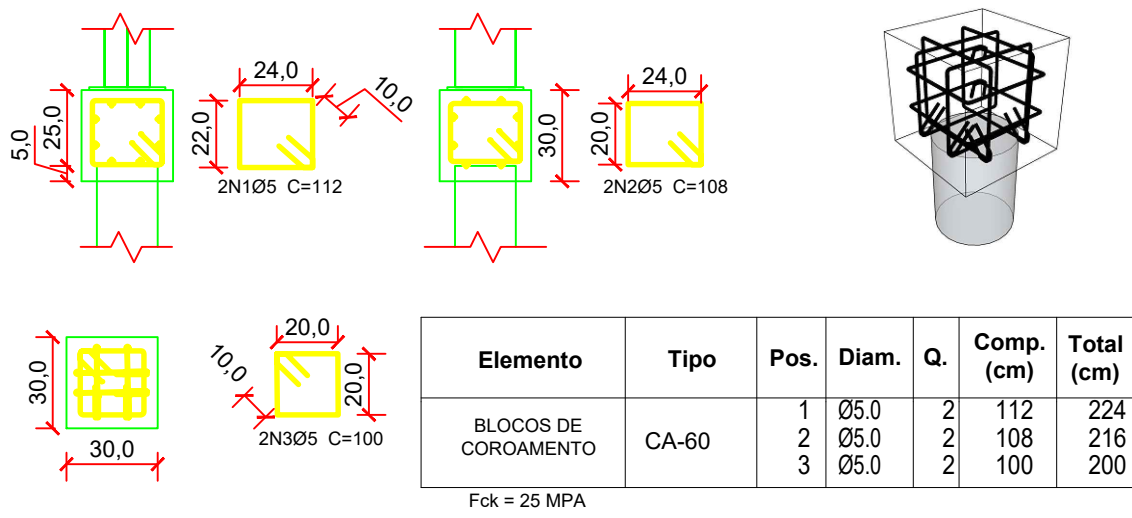 24,0
10,0
5,0
25,0
22,0
2N1Ø5 C=112
30,0
24,0
20,0
2N2Ø5 C=108
30,0
30,0
20,0
10,0
20,0
2N3Ø5 C=100
Elemento Tipo Pos. Diam. Q. Comp. (cm) Total (cm)
BLOCOS DE COROAMENTO CA-60
1 Ø5.0 2 112 224
2 Ø5.0 2 108 216
3 Ø5.0 2 100 200
Fck = 25 MPA